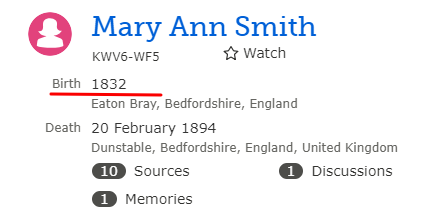 Mary Ann Smith
KWV6-WF5 Watch
Birth 1832
Eaton Bray, Bedfordshire, England
Death 20 February 1894
Dunstable, Bedfordshire, England, United Kingdom
10 Sources 1 Discussions
1 Memories